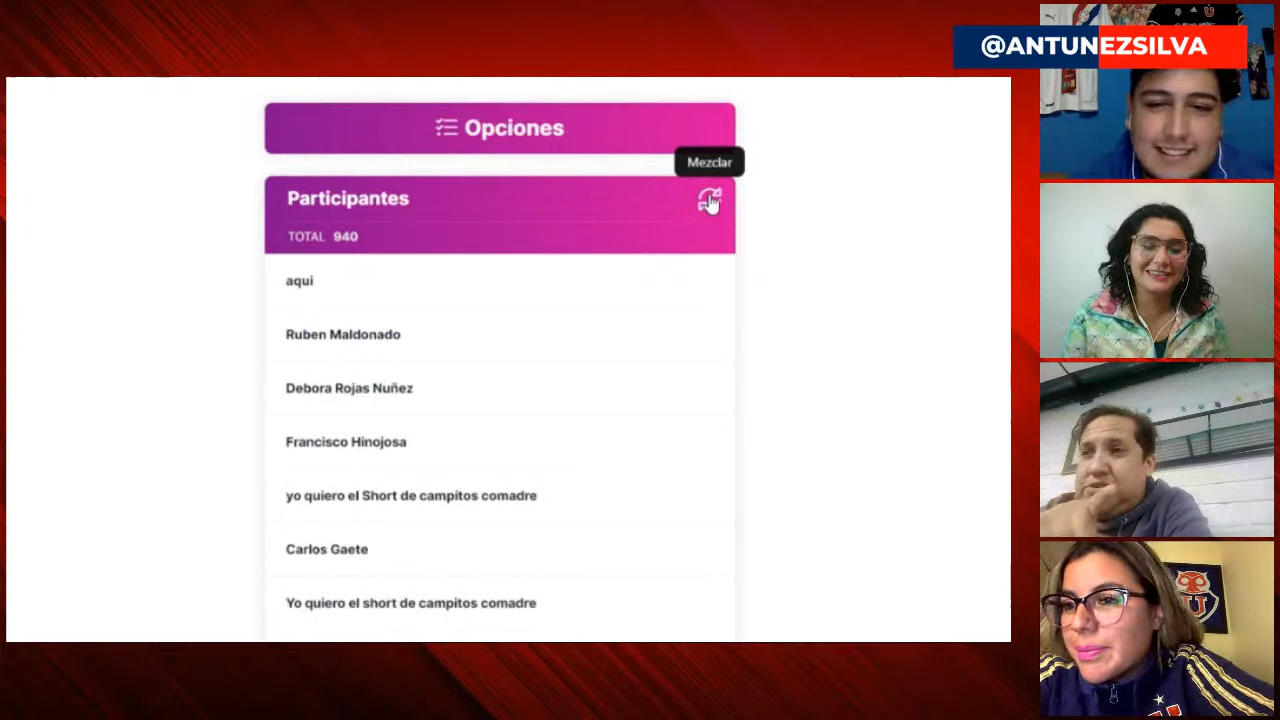 @ANTUNEZSILVA
Opciones
Mezclar
Participantes
TOTAL 940
aqui
Ruben Maldonado
Debora Rojas Nuñez
Francisco Hinojosa
yo quiero el Short de campitos comadre
Carlos Gaete
Yo quiero el short de campitos comadre
U